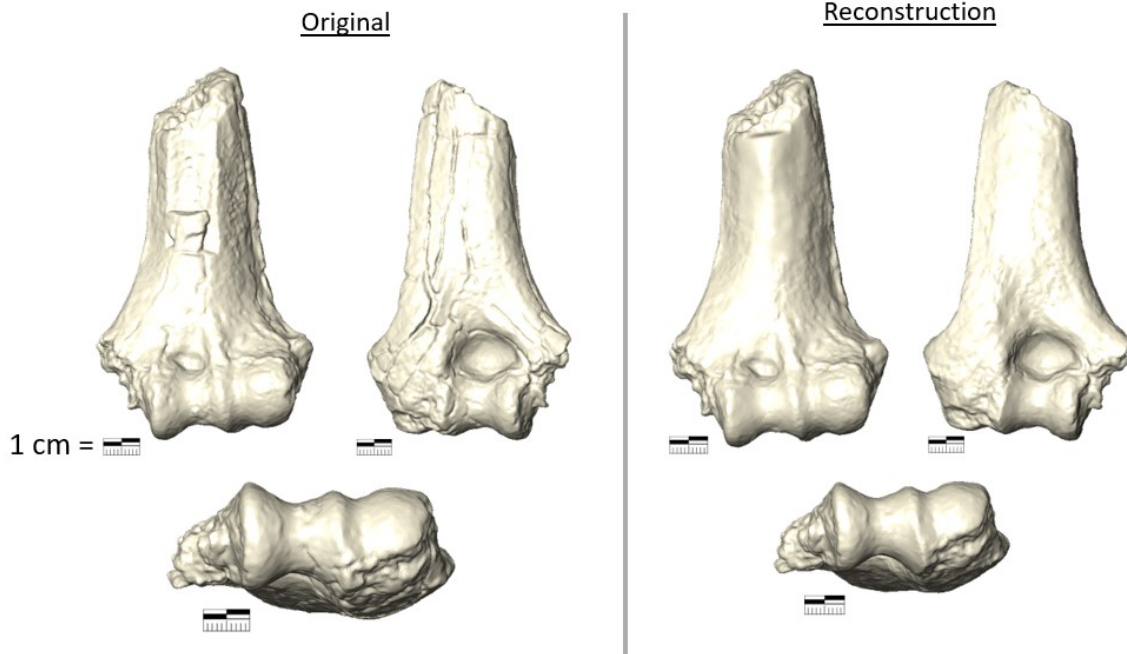 Original
Reconstruction
1 cm =